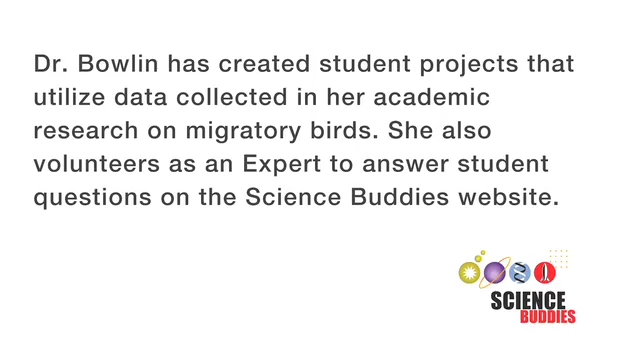 Dr. Bowlin has created student projects that
utilize data collected in her academic
research on migratory birds. She also
volunteers as an Expert to answer student
questions on the Science Buddies website.
SCIENCE
BUDDIES